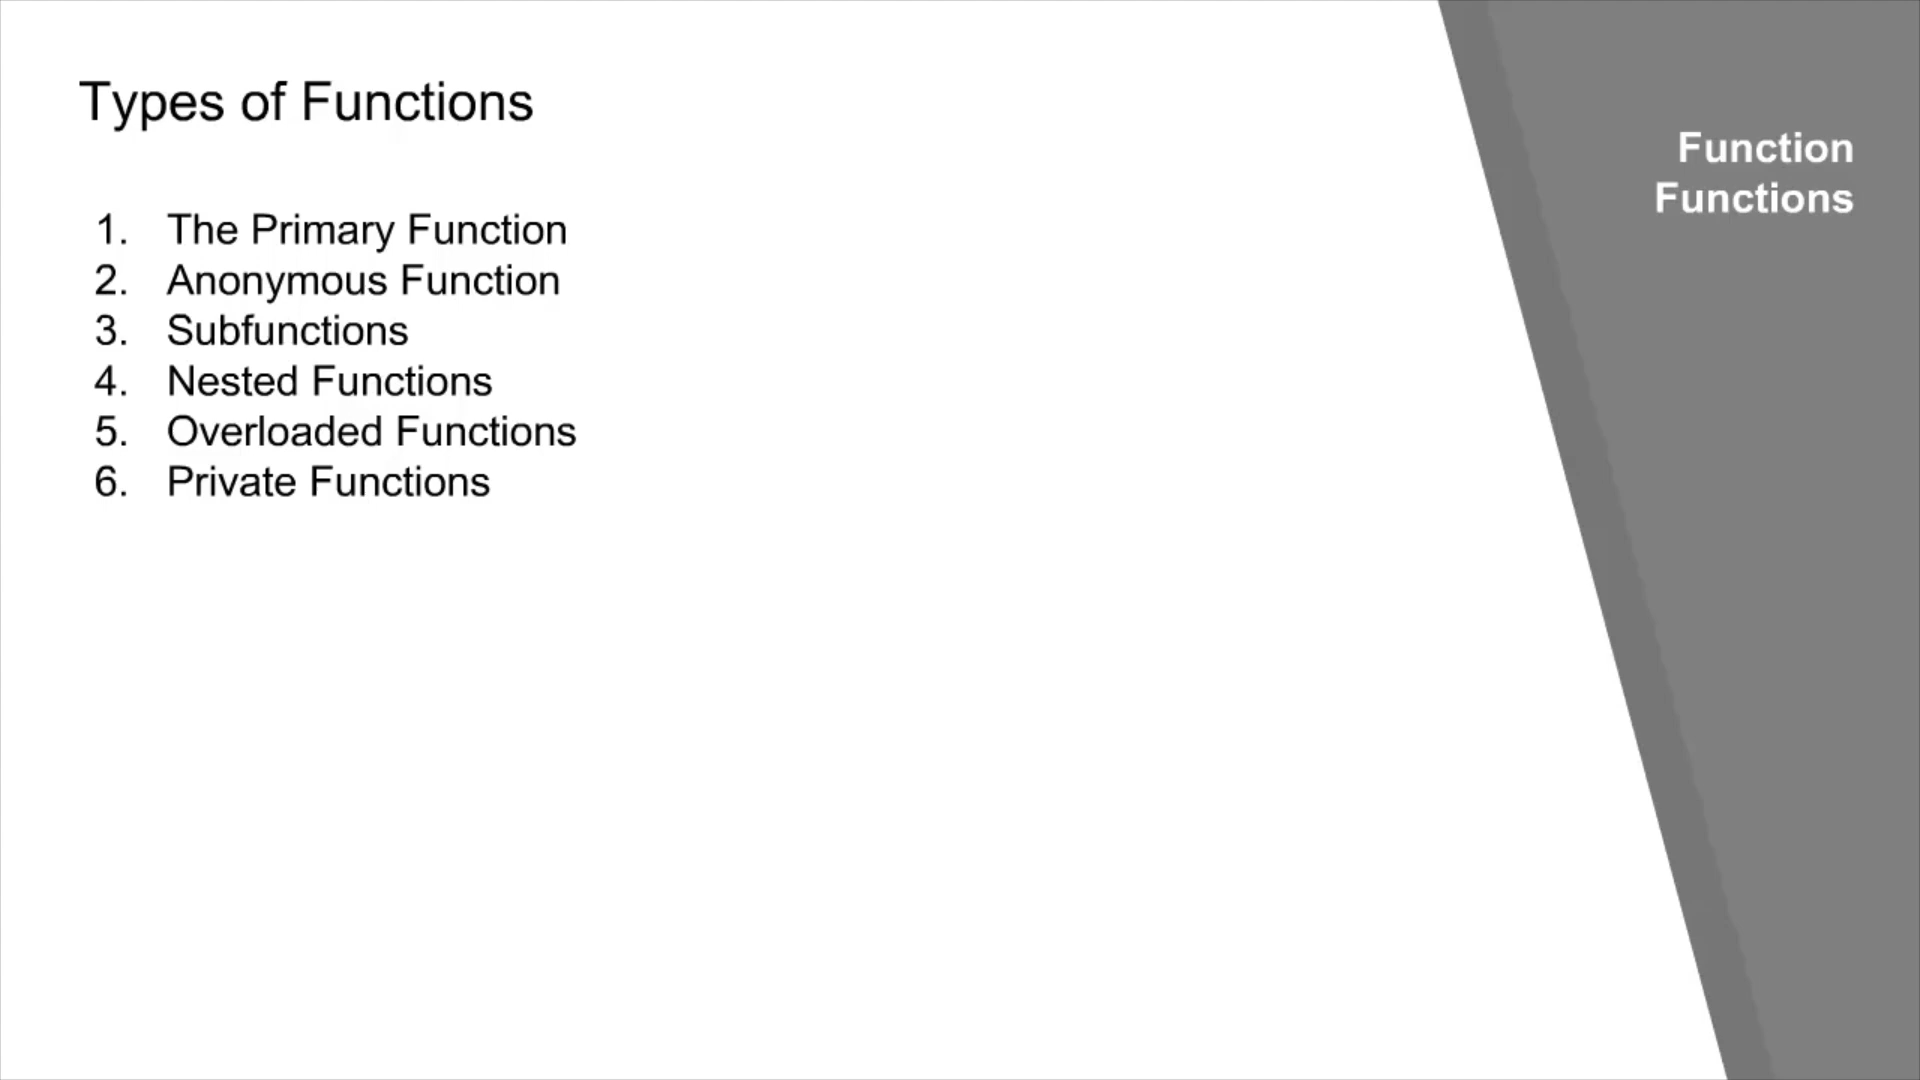 Types of Functions
1. The Primary Function
2. Anonymous Function
3. Subfunctions
4. Nested Functions
5. Overloaded Functions
6. Private Functions
Function
Functions